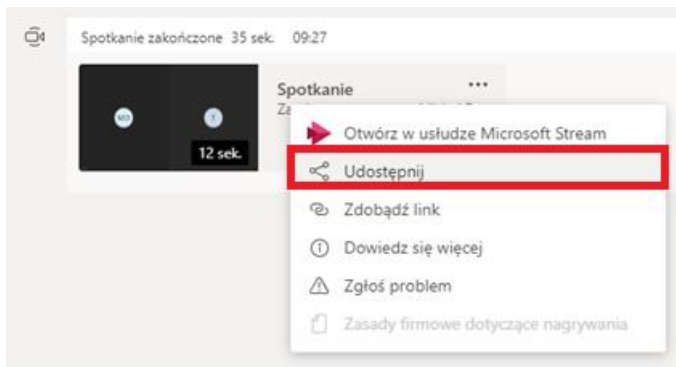 Spotkanie zakończone 35 sek. 09:27
Spotkanie ...
MD
T
12 sek.
Otwórz w usłudze Microsoft Stream
Udostępnij
Zdobądź link
Dowiedz się więcej
Zgłoś problem
Zasady firmowe dotyczące nagrywania